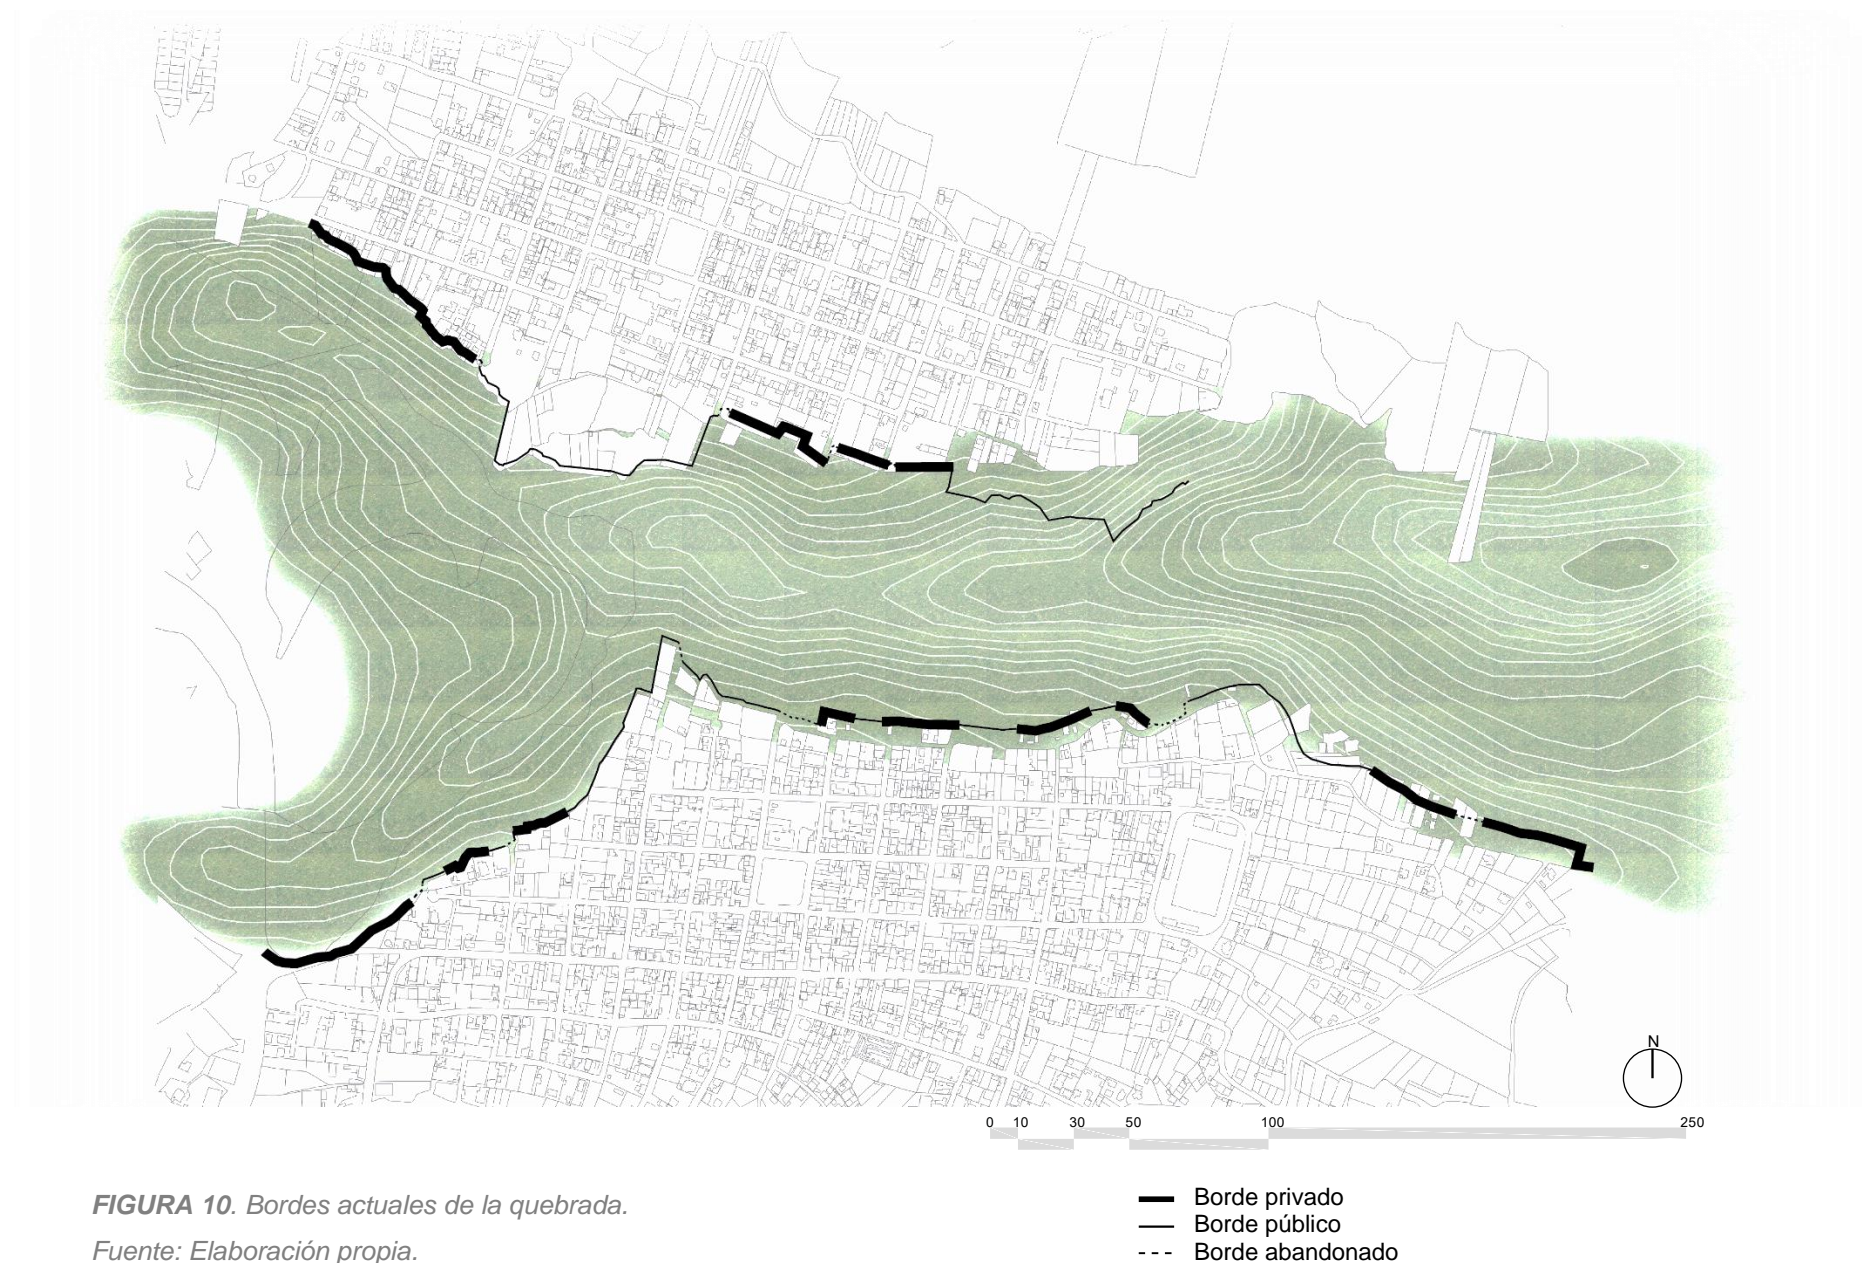 N
0 10 30 50 100 250
FIGURA 10. Bordes actuales de la quebrada.
Fuente: Elaboración propia.
Borde privado
Borde público
Borde abandonado